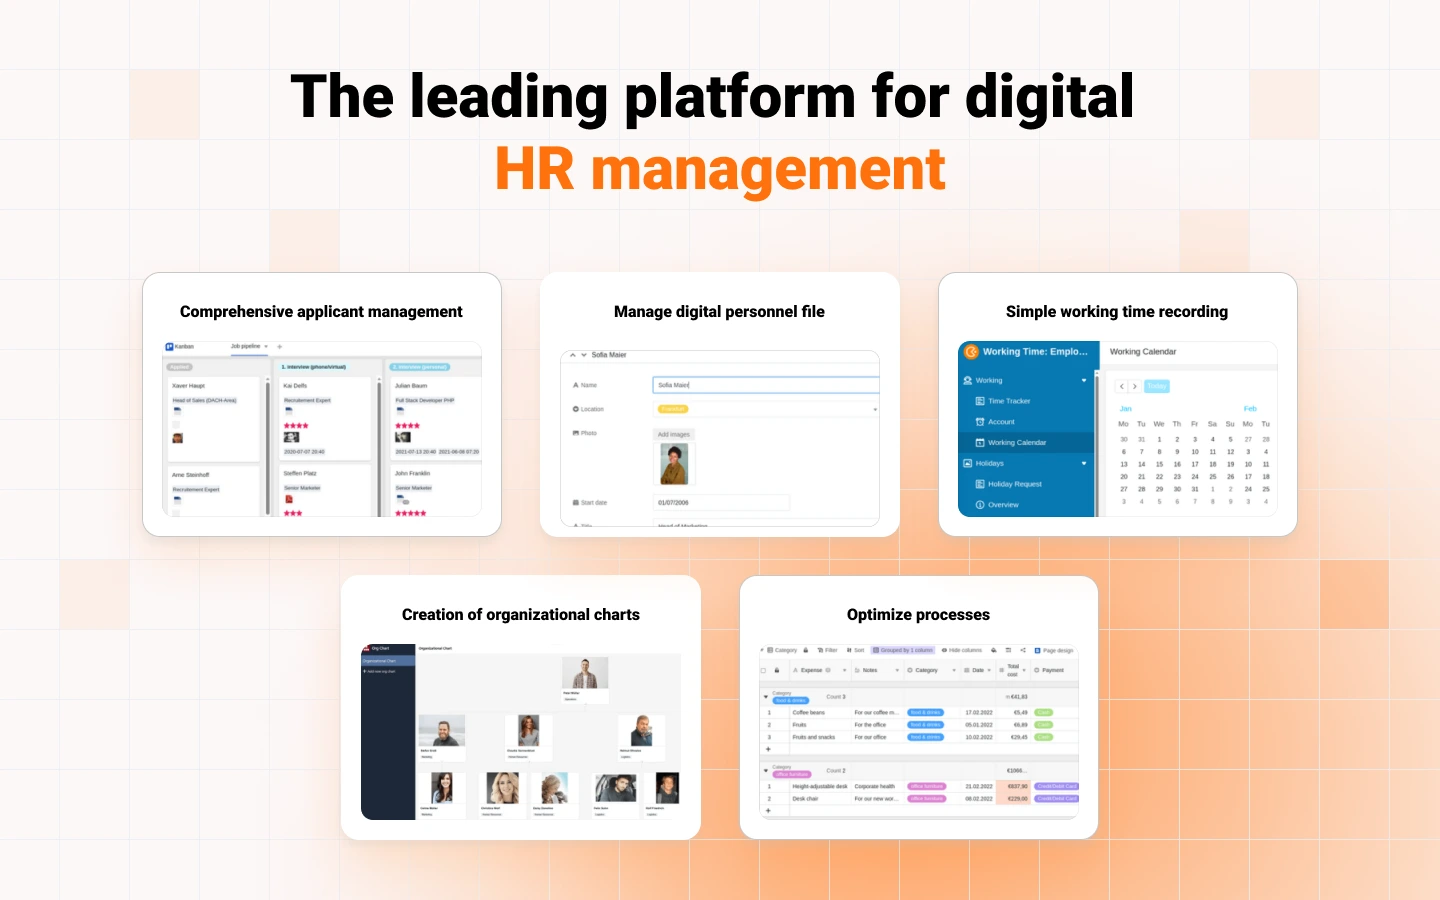 The leading platform for digital
HR management
Comprehensive applicant management
Kanban
Job pipeline
+
Applied
1. interview (phone/virtual)
2. interview (personal)
Xaver Haupt
Head of Sales (DACH-Area)
Kai Delfs
Recruitement Expert
2020-07-07 20:40
Julian Baum
Full Stack Developer PHP
2021-07-13 20:40 2021-06-08 07:20
Arne Steinhoff
Recruitement Expert
Steffen Platz
Senior Marketer
John Franklin
Senior Marketer
Manage digital personnel file
Sofia Maier
Name
Sofia Maier
Location
Frankfurt
Photo
Add images
Start date
01/07/2006
Title
Head of Marketing
Simple working time recording
Working Time: Emplo...
Working
Time Tracker
Account
Working Calendar
Holidays
Holiday Request
Overview
Working Calendar
< > Today
Jan Feb
Mo Tu We Th Fr Sa Su Mo Tu
30 31 1 2 3 4 5 27 28
6 7 8 9 10 11 12 3 4
13 14 15 16 17 18 19 10 11
20 21 22 23 24 25 26 17 18
27 28 29 30 31 1 2 24 25
3 4 5 6 7 8 9 3 4
Creation of organizational charts
Org Chart
Organizational Chart
+ Add new org chart
Organizational Chart
Optimize processes
Category Filter Sort Grouped by 1 column Hide columns Page design
Expense Notes Category Date Total cost Payment
Category
food & drinks
Count 3
€41,83
1 Coffee beans For our coffee m... food & drinks 17.02.2022 €5,49 Cash
2 Fruits For the office food & drinks 05.01.2022 €6,89 Cash
3 Fruits and snacks For our office food & drinks 10.02.2022 €29,45 Cash
+
Category
office furniture
Count 2
€1066...
1 Height-adjustable desk Corporate health office furniture 21.02.2022 €837,90 Credit/Debit Card
2 Desk chair For our new wor... office furniture 08.02.2022 €229,00 Credit/Debit Card
+